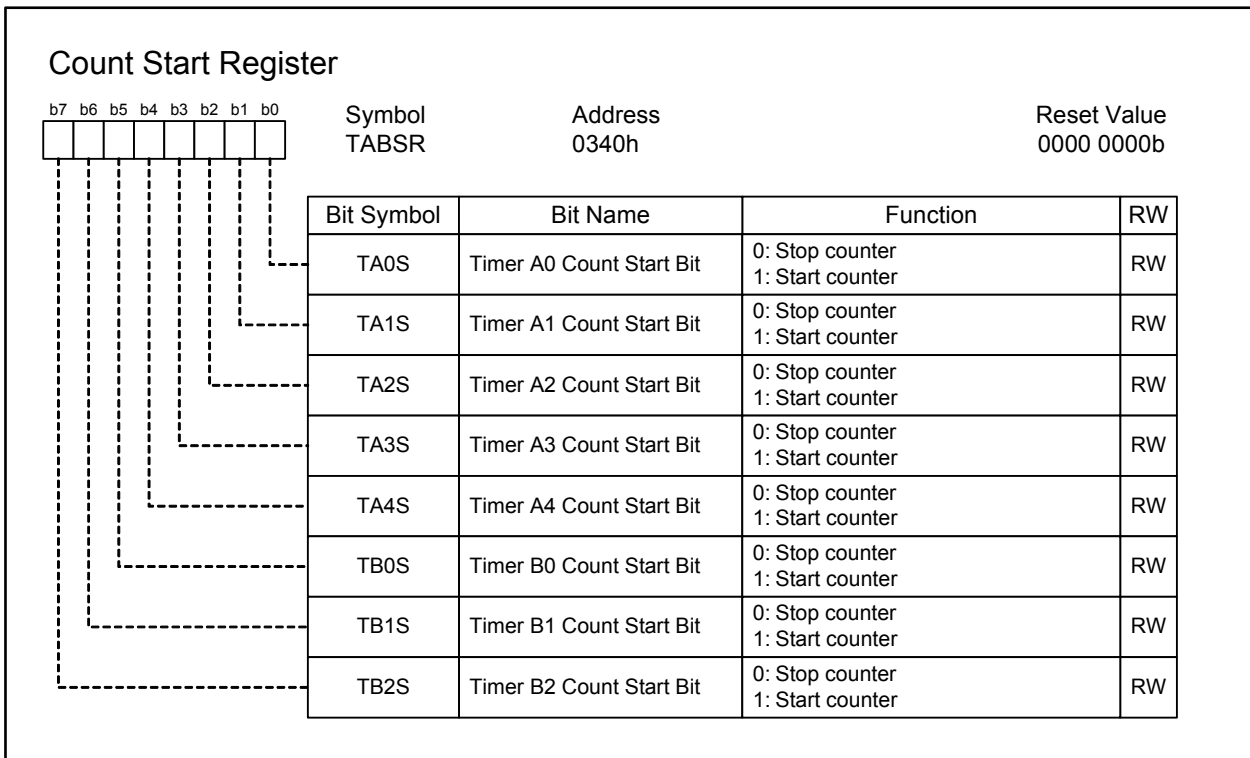 Count Start Register
b7 b6 b5 b4 b3 b2 b1 b0
Symbol Address Reset Value
TABSR 0340h 0000 0000b
Bit Symbol Bit Name Function RW
TA0S Timer A0 Count Start Bit 0: Stop counter
1: Start counter RW
TA1S Timer A1 Count Start Bit 0: Stop counter
1: Start counter RW
TA2S Timer A2 Count Start Bit 0: Stop counter
1: Start counter RW
TA3S Timer A3 Count Start Bit 0: Stop counter
1: Start counter RW
TA4S Timer A4 Count Start Bit 0: Stop counter
1: Start counter RW
TB0S Timer B0 Count Start Bit 0: Stop counter
1: Start counter RW
TB1S Timer B1 Count Start Bit 0: Stop counter
1: Start counter RW
TB2S Timer B2 Count Start Bit 0: Stop counter
1: Start counter RW